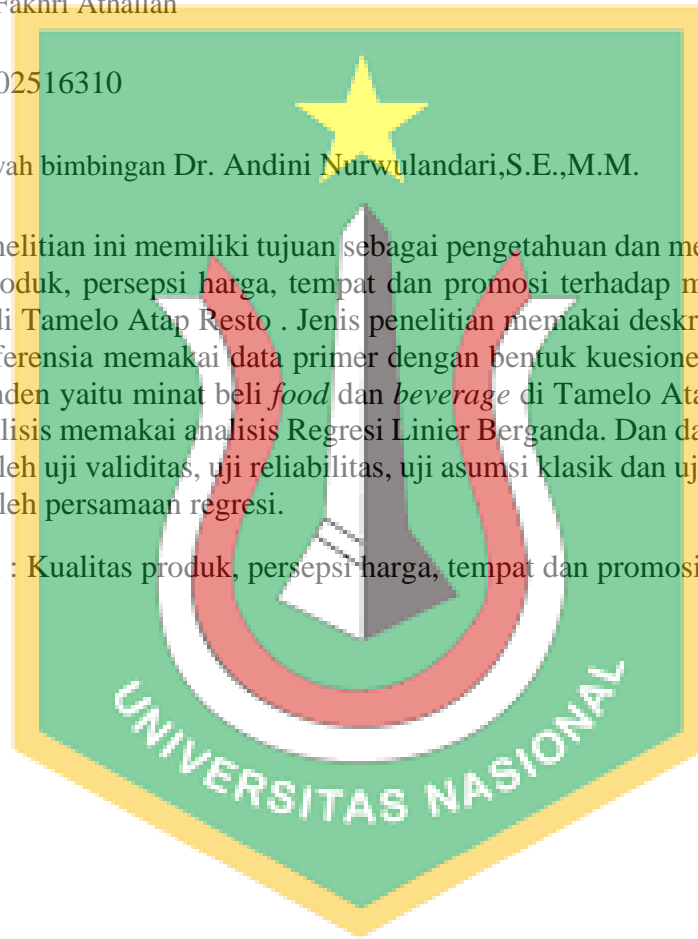 Fakhri Athallah
02516310
yah bimbingan Dr. Andini Nurwulandari,S.E.,M.M.
nelitian ini memiliki tujuan sebagai pengetahuan dan me
oduk, persepsi harga, tempat dan promosi terhadap m
di Tamelo Atap Resto . Jenis penelitian memakai deskr
ferensia memakai data primer dengan bentuk kuesione
nden yaitu minat beli food dan beverage di Tamelo Ata
alisis memakai analisis Regresi Linier Berganda. Dan da
leh uji validitas, uji reliabilitas, uji asumsi klasik dan uj
leh persamaan regresi.
: Kualitas produk, persepsi harga, tempat dan promosi
UNIVERSITAS NASIONAL